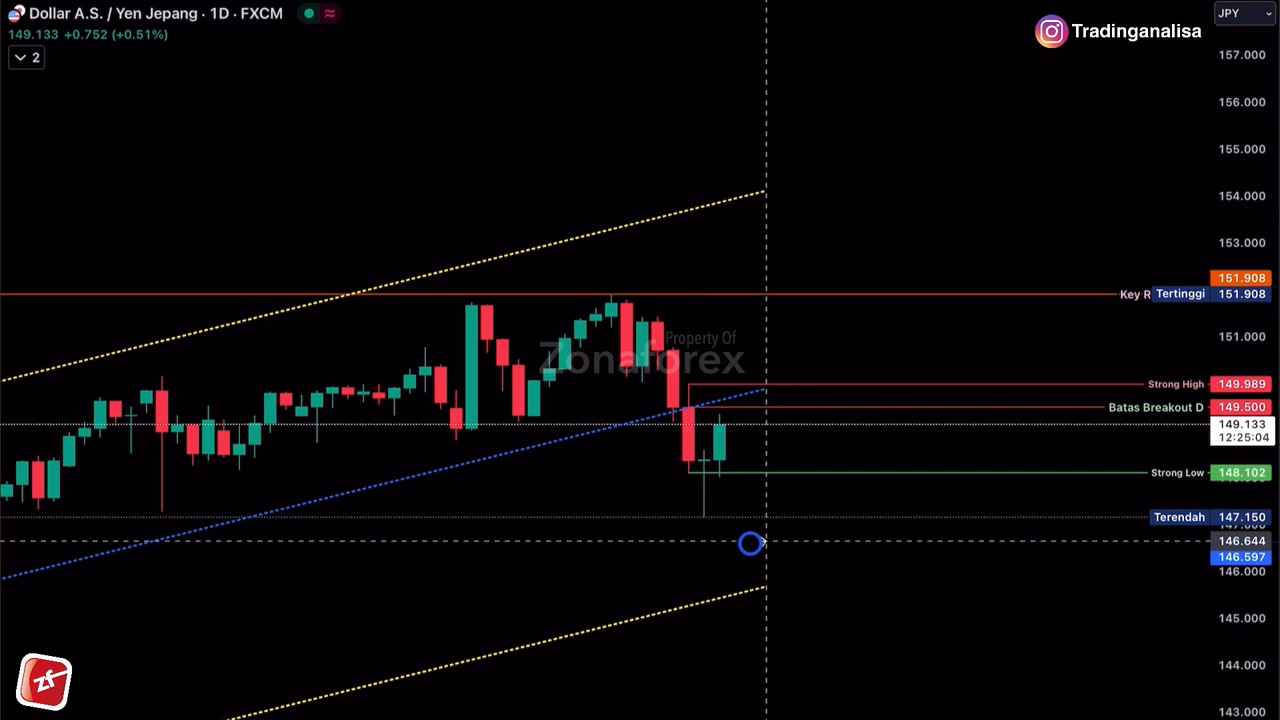 Dollar A.S. / Yen Jepang · 1D · FXCM
149.133 +0.752 (+0.51%)
2
JPY
Tradinganalisa
157.000
156.000
155.000
154.000
153.000
151.908
Key R
Tertinggi 151.908
151.000
Property Of
Zonaforex
Strong High 149.989
Batas Breakout D 149.500
149.133
12:25:04
Strong Low 148.102
Terendah 147.150
146.644
146.597
146.000
145.000
144.000
143.000
zf